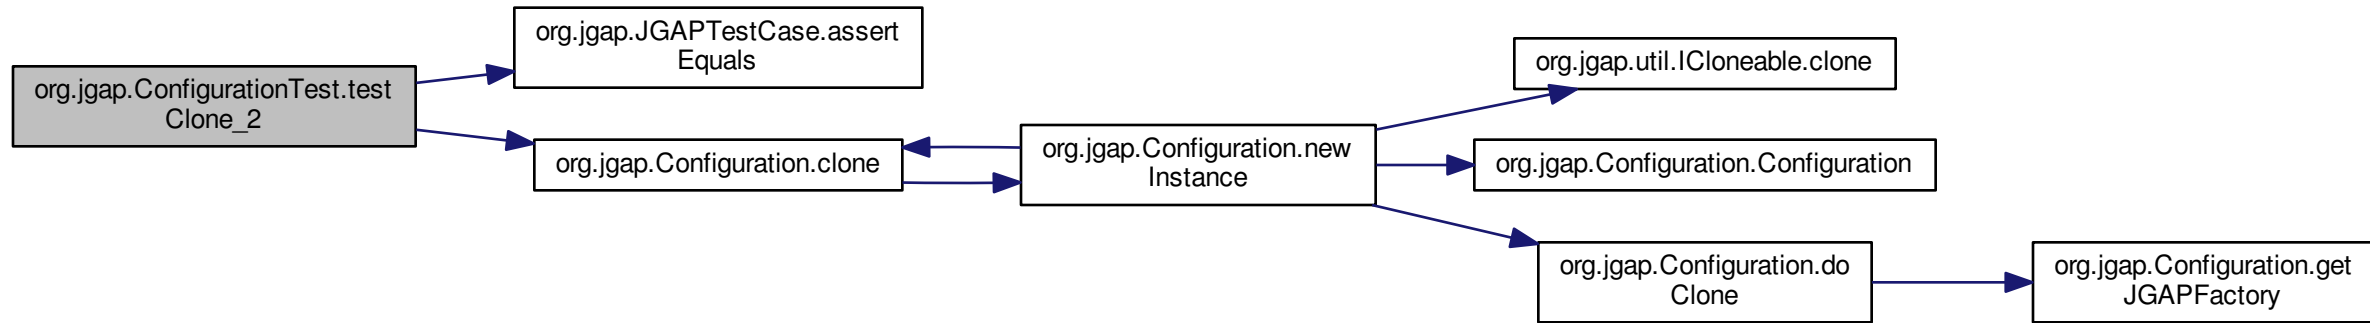 org.jgap.ConfigurationTest.test
Clone_2
org.jgap.JGAPTestCase.assert
Equals
org.jgap.Configuration.clone
org.jgap.Configuration.new
Instance
org.jgap.util.ICloneable.clone
org.jgap.Configuration.Configuration
org.jgap.Configuration.do
Clone
org.jgap.Configuration.get
JGAPFactory